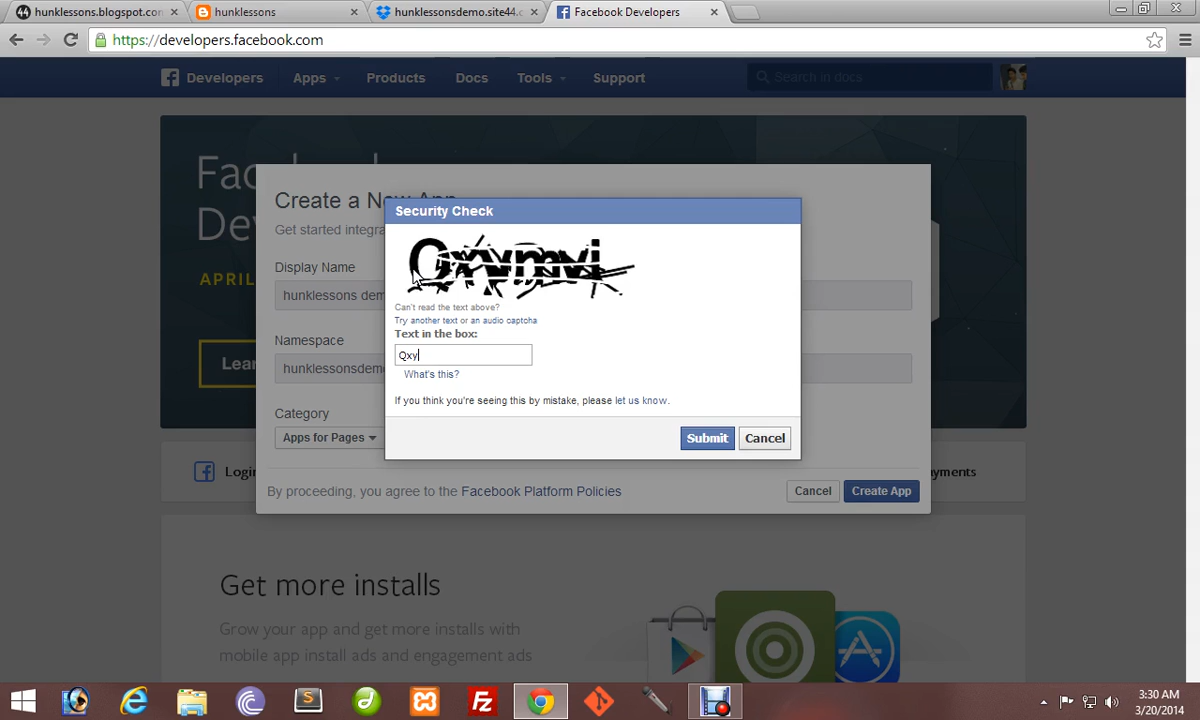 hunklessons.blogspot.con
hunklessons
hunklessonsdemo.site44.c
Facebook Developers
https://developers.facebook.com
Developers
Apps
Products
Docs
Tools
Support
Search in docs
Fac
Dev
APRIL
Lear
Create a New App
Get started integra
Display Name
hunklessons dem
Namespace
hunklessonsdemo
Category
Apps for Pages
By proceeding, you agree to the Facebook Platform Policies
Cancel
Create App
Security Check
Can't read the text above?
Try another text or an audio captcha
Text in the box:
Qxy
What's this?
If you think you're seeing this by mistake, please let us know.
Submit
Cancel
Login
yments
Get more installs
Grow your app and get more installs with
mobile app install ads and engagement ads
3:30 AM
3/20/2014